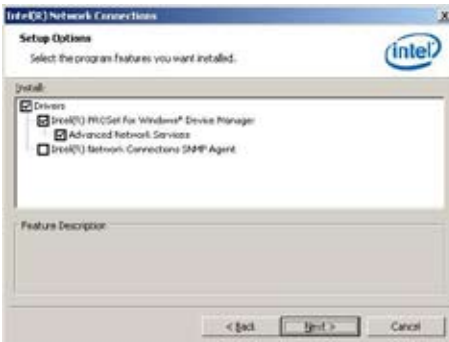 Intel(R) Network Connections
Setup Options
Select the program features you want installed.
intel
Install:
Drivers
Intel(R) PROSet for Windows* Device Manager
Advanced Network Services
Intel(R) Network Connections SNMP Agent
Feature Description
< Back
Next >
Cancel